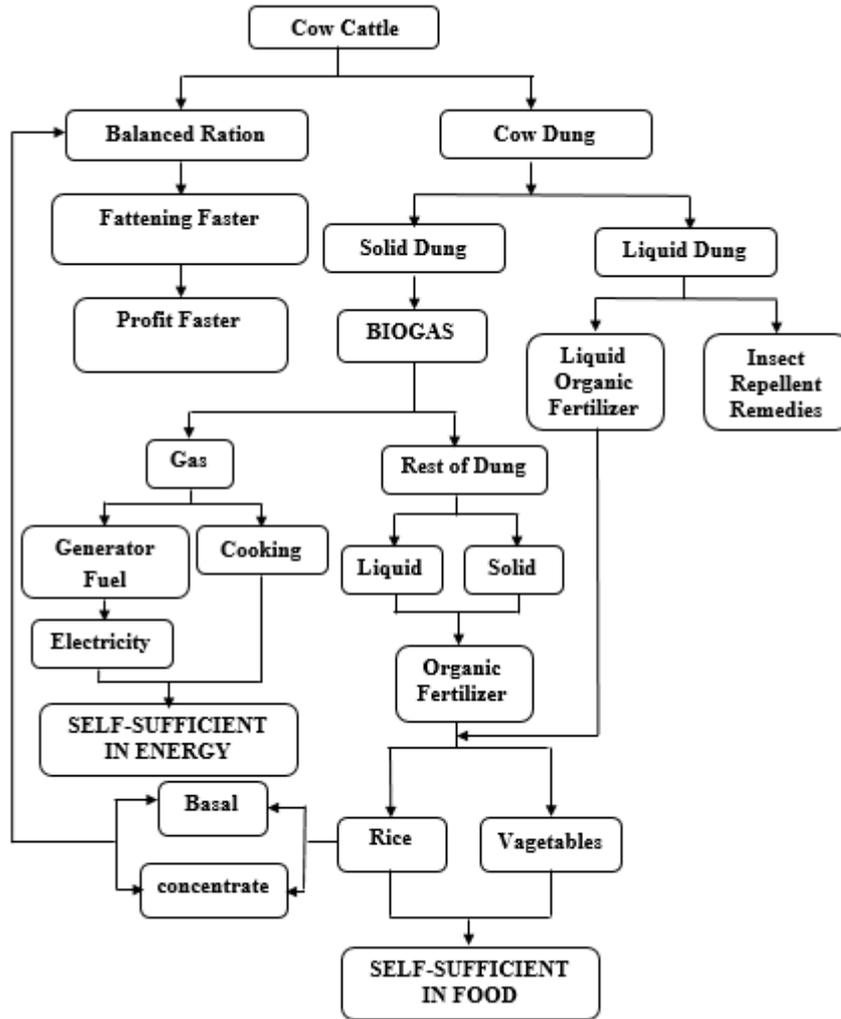 Cow Cattle
Balanced Ration
Cow Dung
Fattening Faster
Solid Dung
Liquid Dung
Profit Faster
BIOGAS
Liquid
Organic
Fertilizer
Insect
Repellent
Remedies
Gas
Rest of Dung
Generator
Fuel
Cooking
Liquid
Solid
Electricity
Organic
Fertilizer
SELF-SUFFICIENT
IN ENERGY
Basal
Rice
Vagetables
concentrate
SELF-SUFFICIENT
IN FOOD